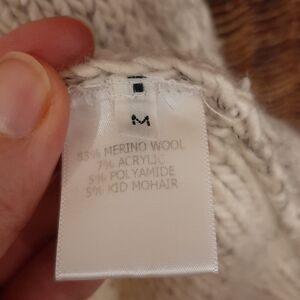 M
83% MERINO WOOL
7% ACRYLIC
5% POLYAMIDE
5% KID MOHAIR